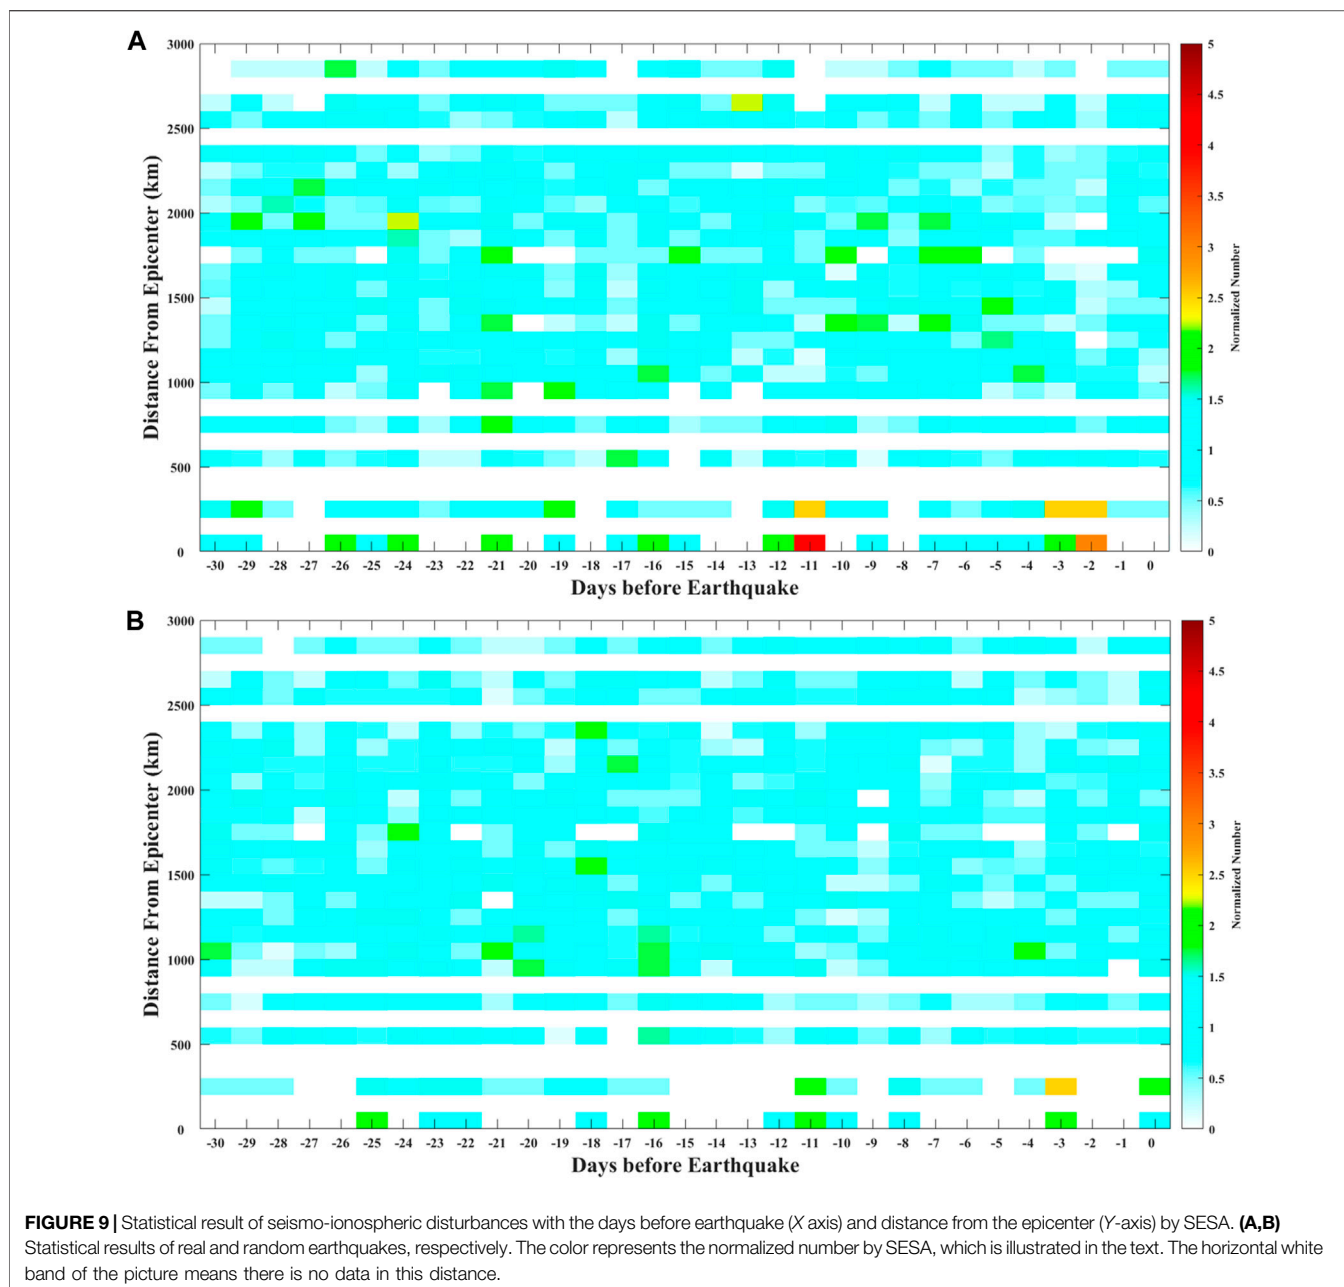 A
3000
2500
2000
1500
1000
500
0
Distance From Epicenter (km)
-30 -29 -28 -27 -26 -25 -24 -23 -22 -21 -20 -19 -18 -17 -16 -15 -14 -13 -12 -11 -10 -9 -8 -7 -6 -5 -4 -3 -2 -1 0
Days before Earthquake
5
4.5
4
3.5
3
2.5
2
1.5
1
0.5
0
Normalized Number
B
3000
2500
2000
1500
1000
500
0
Distance From Epicenter (km)
-30 -29 -28 -27 -26 -25 -24 -23 -22 -21 -20 -19 -18 -17 -16 -15 -14 -13 -12 -11 -10 -9 -8 -7 -6 -5 -4 -3 -2 -1 0
Days before Earthquake
5
4.5
4
3.5
3
2.5
2
1.5
1
0.5
0
Normalized Number
FIGURE 9 | Statistical result of seismo-ionospheric disturbances with the days before earthquake (X axis) and distance from the epicenter (Y-axis) by SESA. (A,B)
Statistical results of real and random earthquakes, respectively. The color represents the normalized number by SESA, which is illustrated in the text. The horizontal white
band of the picture means there is no data in this distance.